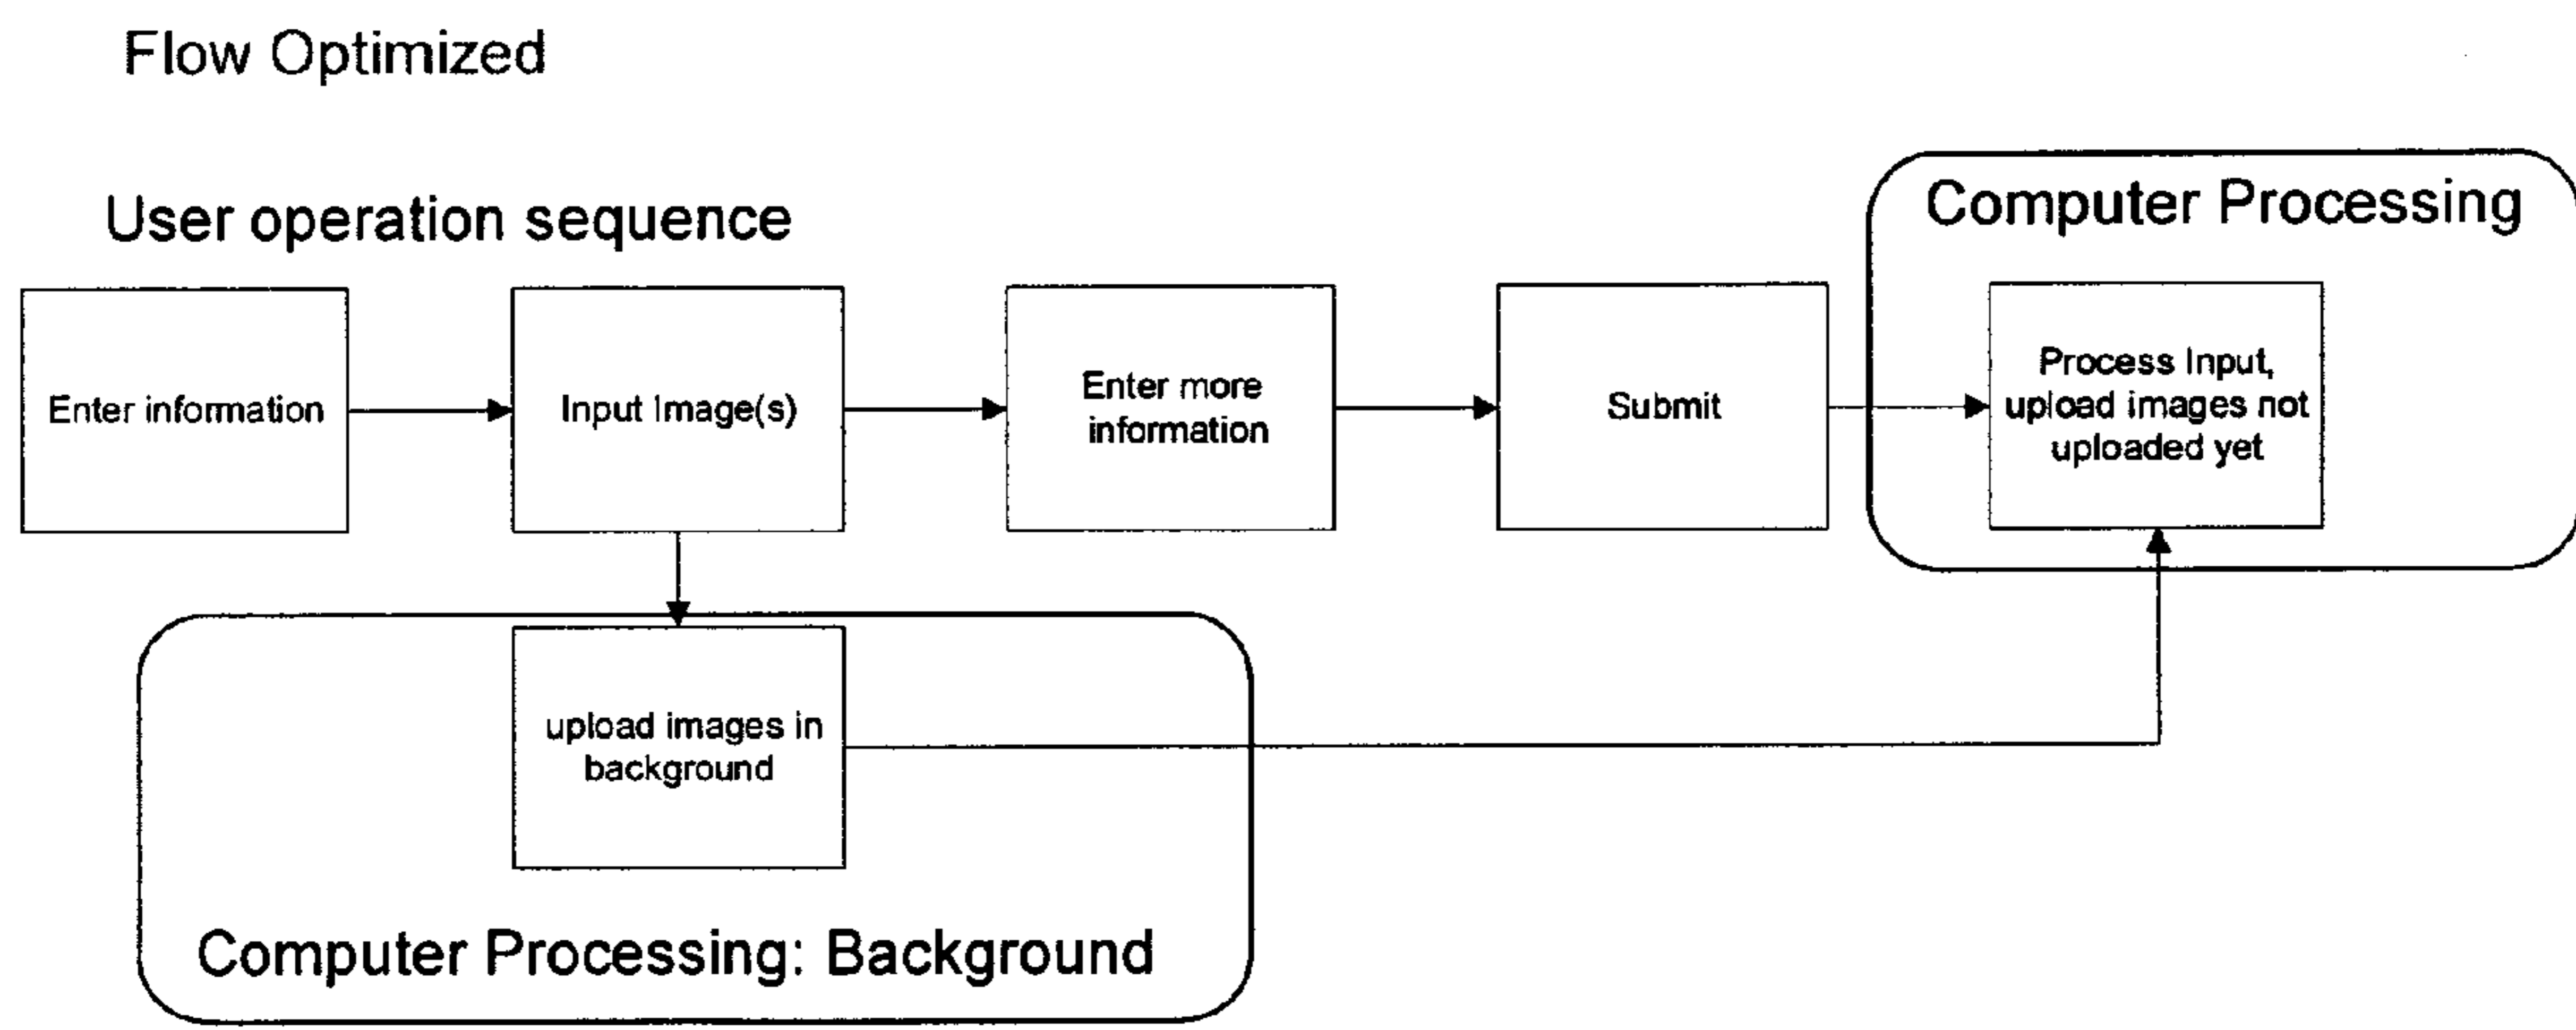 Flow Optimized
User operation sequence
Computer Processing
Enter information
Input Image(s)
Enter more
information
Submit
Process Input,
upload images not
uploaded yet
upload images in
background
Computer Processing: Background